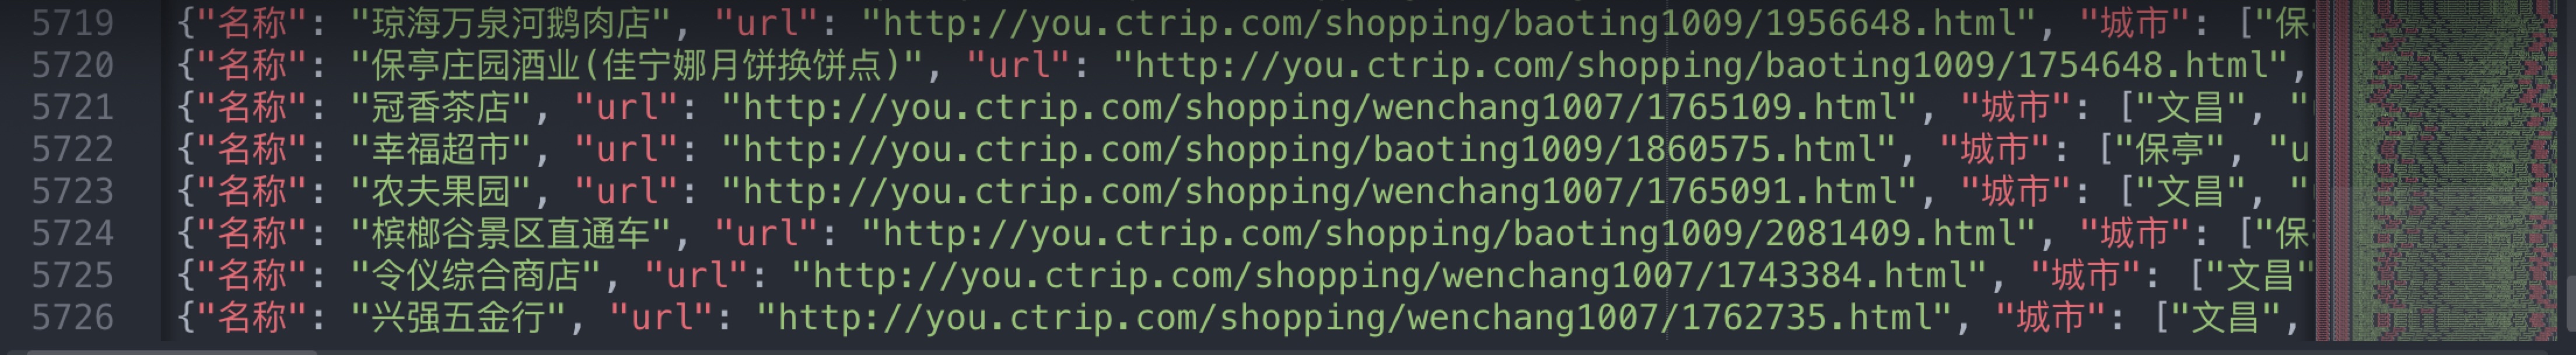 5719 {"名称": "琼海万泉河鹅肉店", "url": "http://you.ctrip.com/shopping/baoting1009/1956648.html", "城市": ["保
5720 {"名称": "保亭庄园酒业(佳宁娜月饼换饼点)", "url": "http://you.ctrip.com/shopping/baoting1009/1754648.html",
5721 {"名称": "冠香茶店", "url": "http://you.ctrip.com/shopping/wenchang1007/1765109.html", "城市": ["文昌", "
5722 {"名称": "幸福超市", "url": "http://you.ctrip.com/shopping/baoting1009/1860575.html", "城市": ["保亭", "u
5723 {"名称": "农夫果园", "url": "http://you.ctrip.com/shopping/wenchang1007/1765091.html", "城市": ["文昌", "
5724 {"名称": "槟榔谷景区直通车", "url": "http://you.ctrip.com/shopping/baoting1009/2081409.html", "城市": ["保
5725 {"名称": "令仪综合商店", "url": "http://you.ctrip.com/shopping/wenchang1007/1743384.html", "城市": ["文昌"
5726 {"名称": "兴强五金行", "url": "http://you.ctrip.com/shopping/wenchang1007/1762735.html", "城市": ["文昌",